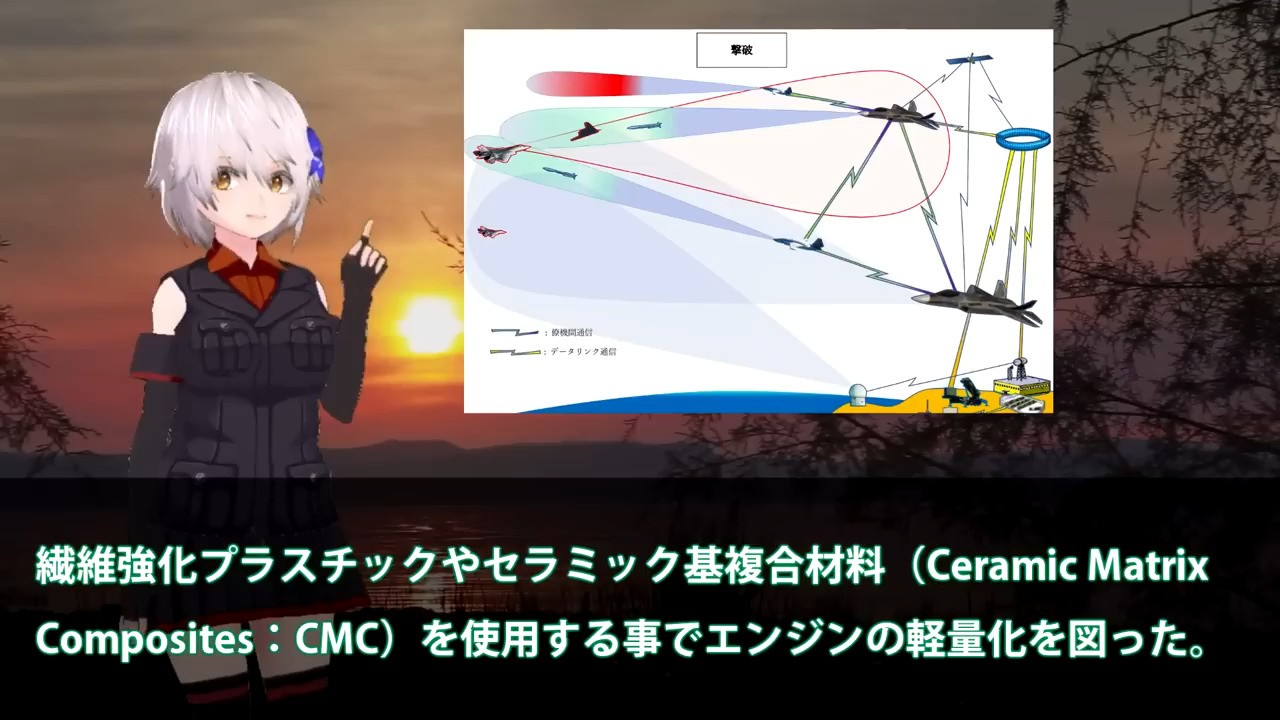 撃破
：僚機間通信
：データリンク通信
繊維強化プラスチックやセラミック基複合材料（Ceramic Matrix
Composites：CMC）を使用する事でエンジンの軽量化を図った。